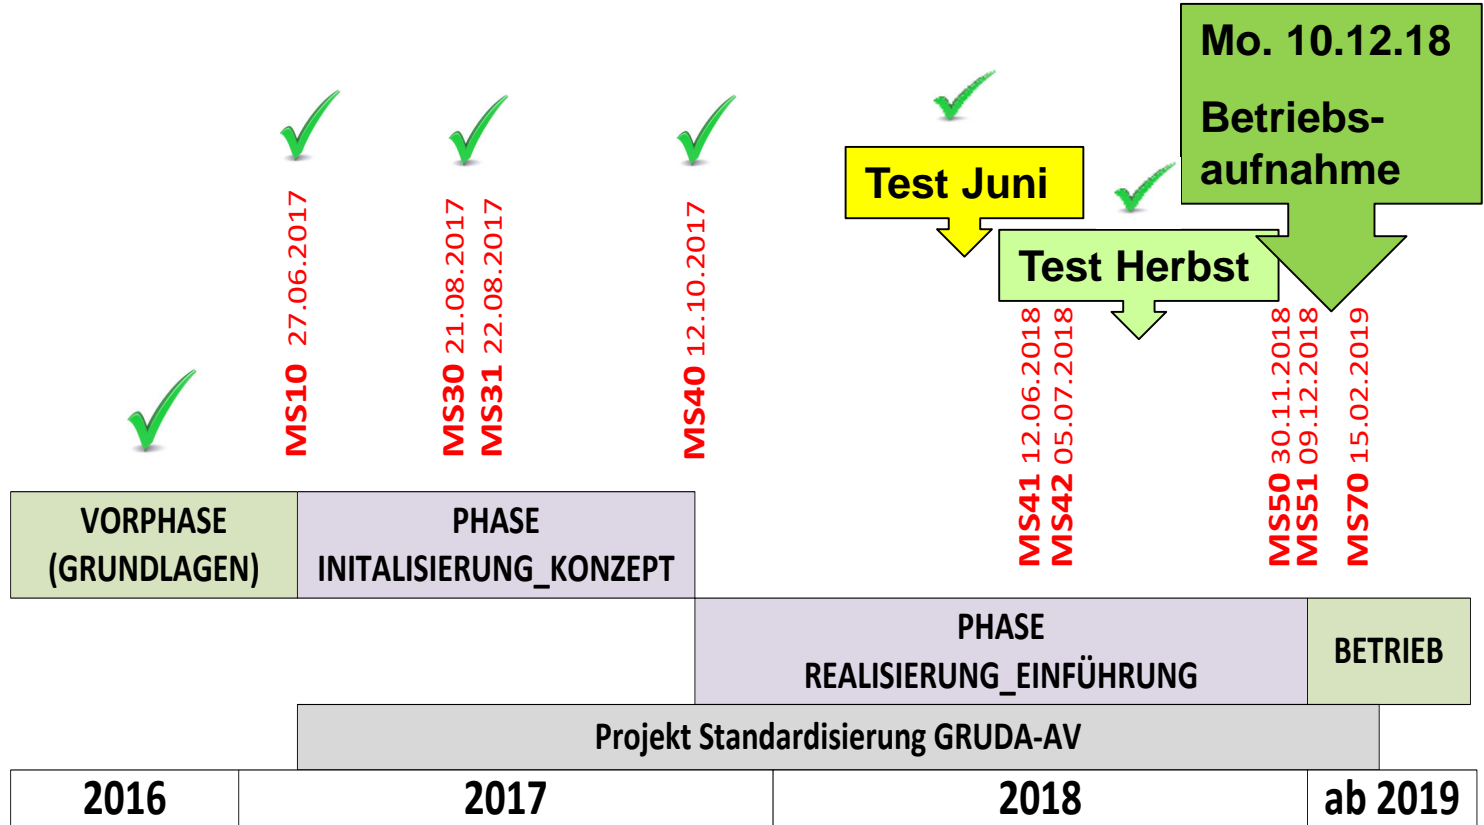 Mo. 10.12.18
Betriebs-
aufnahme
Test Juni
Test Herbst
MS10 27.06.2017
MS30 21.08.2017
MS31 22.08.2017
MS40 12.10.2017
MS41 12.06.2018
MS42 05.07.2018
MS50 30.11.2018
MS51 09.12.2018
MS70 15.02.2019
VORPHASE
(GRUNDLAGEN)
PHASE
INITALISIERUNG_KONZEPT
PHASE
REALISIERUNG_EINFÜHRUNG
BETRIEB
Projekt Standardisierung GRUDA-AV
2016
2017
2018
ab 2019